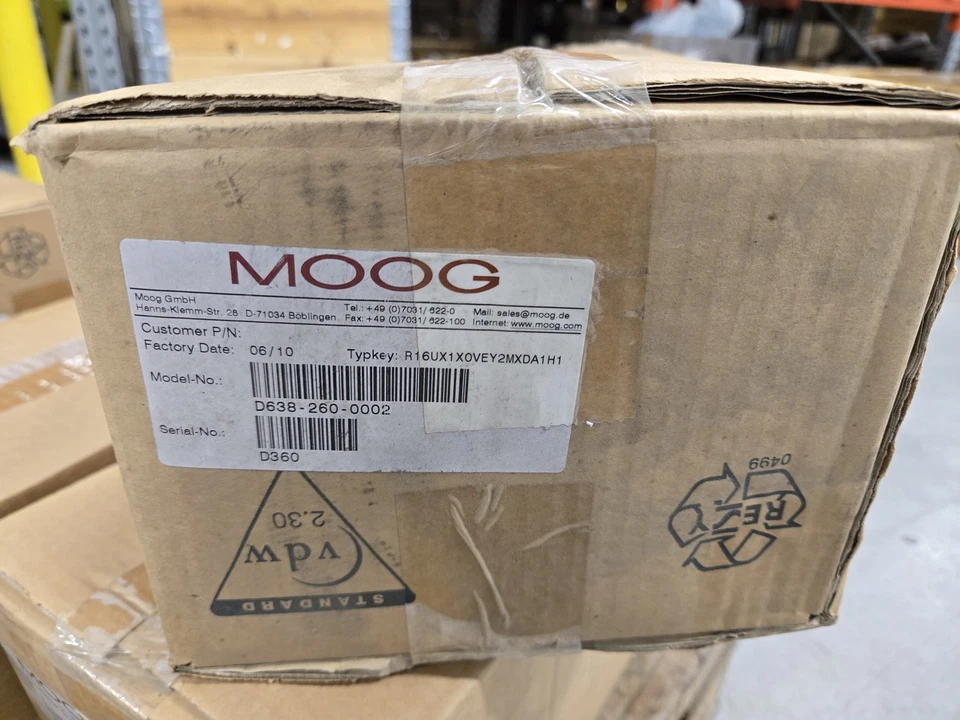 MOOG
Moog GmbH
Hanns-Klemm-Str. 28 D-71034 Böblingen
Tel.: +49 (0)7031/ 622-0 Mail: sales@moog.de
Fax: +49 (0)7031/ 622-100 Internet: www.moog.com
Customer P/N:
Factory Date: 06/10 Typkey: R16UX1X0VEY2MXDA1H1
Model-No.:
D638-260-0002
Serial-No.:
D360
2.30
vdw
STANDARD
0499
RESY